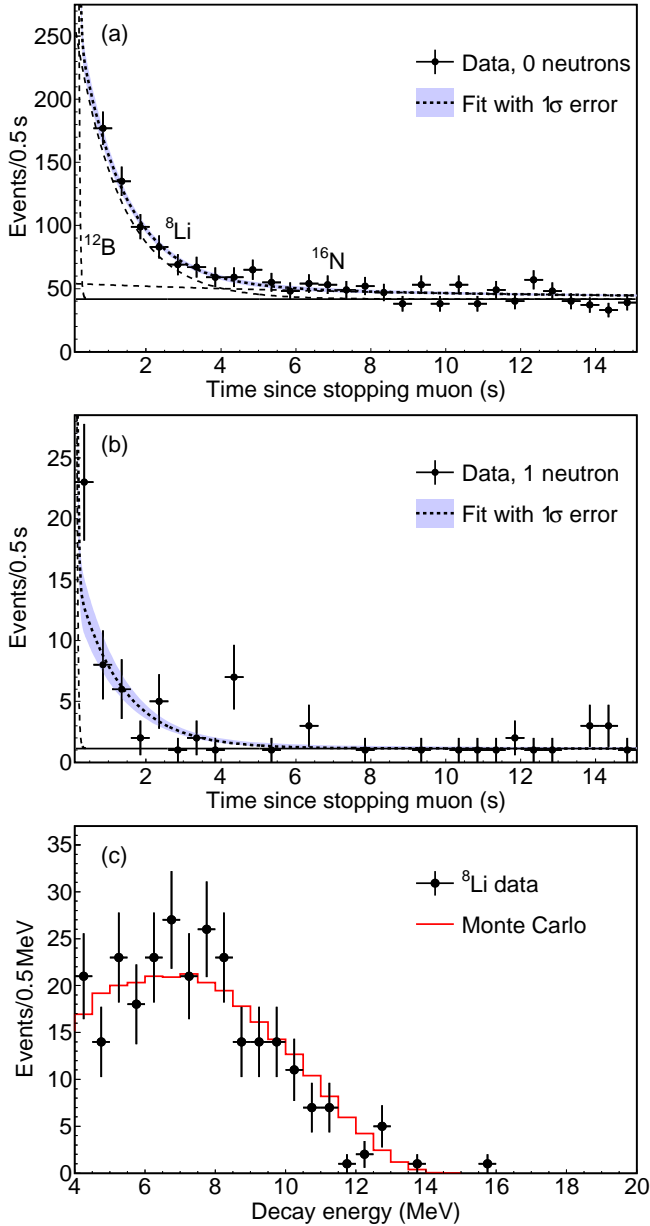 (a)
Data, 0 neutrons
Fit with 1σ error
¹²B
⁸Li
¹⁶N
Events/0.5 s
0
50
100
150
200
250
2 4 6 8 10 12 14
Time since stopping muon (s)
(b)
Data, 1 neutron
Fit with 1σ error
Events/0.5 s
0
5
10
15
20
25
2 4 6 8 10 12 14
Time since stopping muon (s)
(c)
⁸Li data
Monte Carlo
Events/0.5 MeV
0
5
10
15
20
25
30
35
4 6 8 10 12 14 16 18 20
Decay energy (MeV)